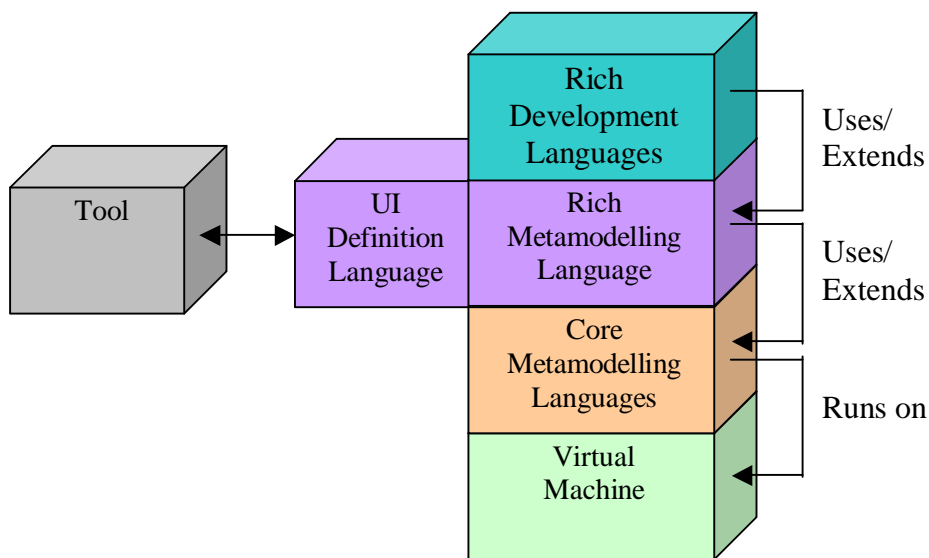 Rich
Development
Languages
Uses/
Extends
Tool
UI
Definition
Language
Rich
Metamodelling
Language
Uses/
Extends
Core
Metamodelling
Languages
Runs on
Virtual
Machine